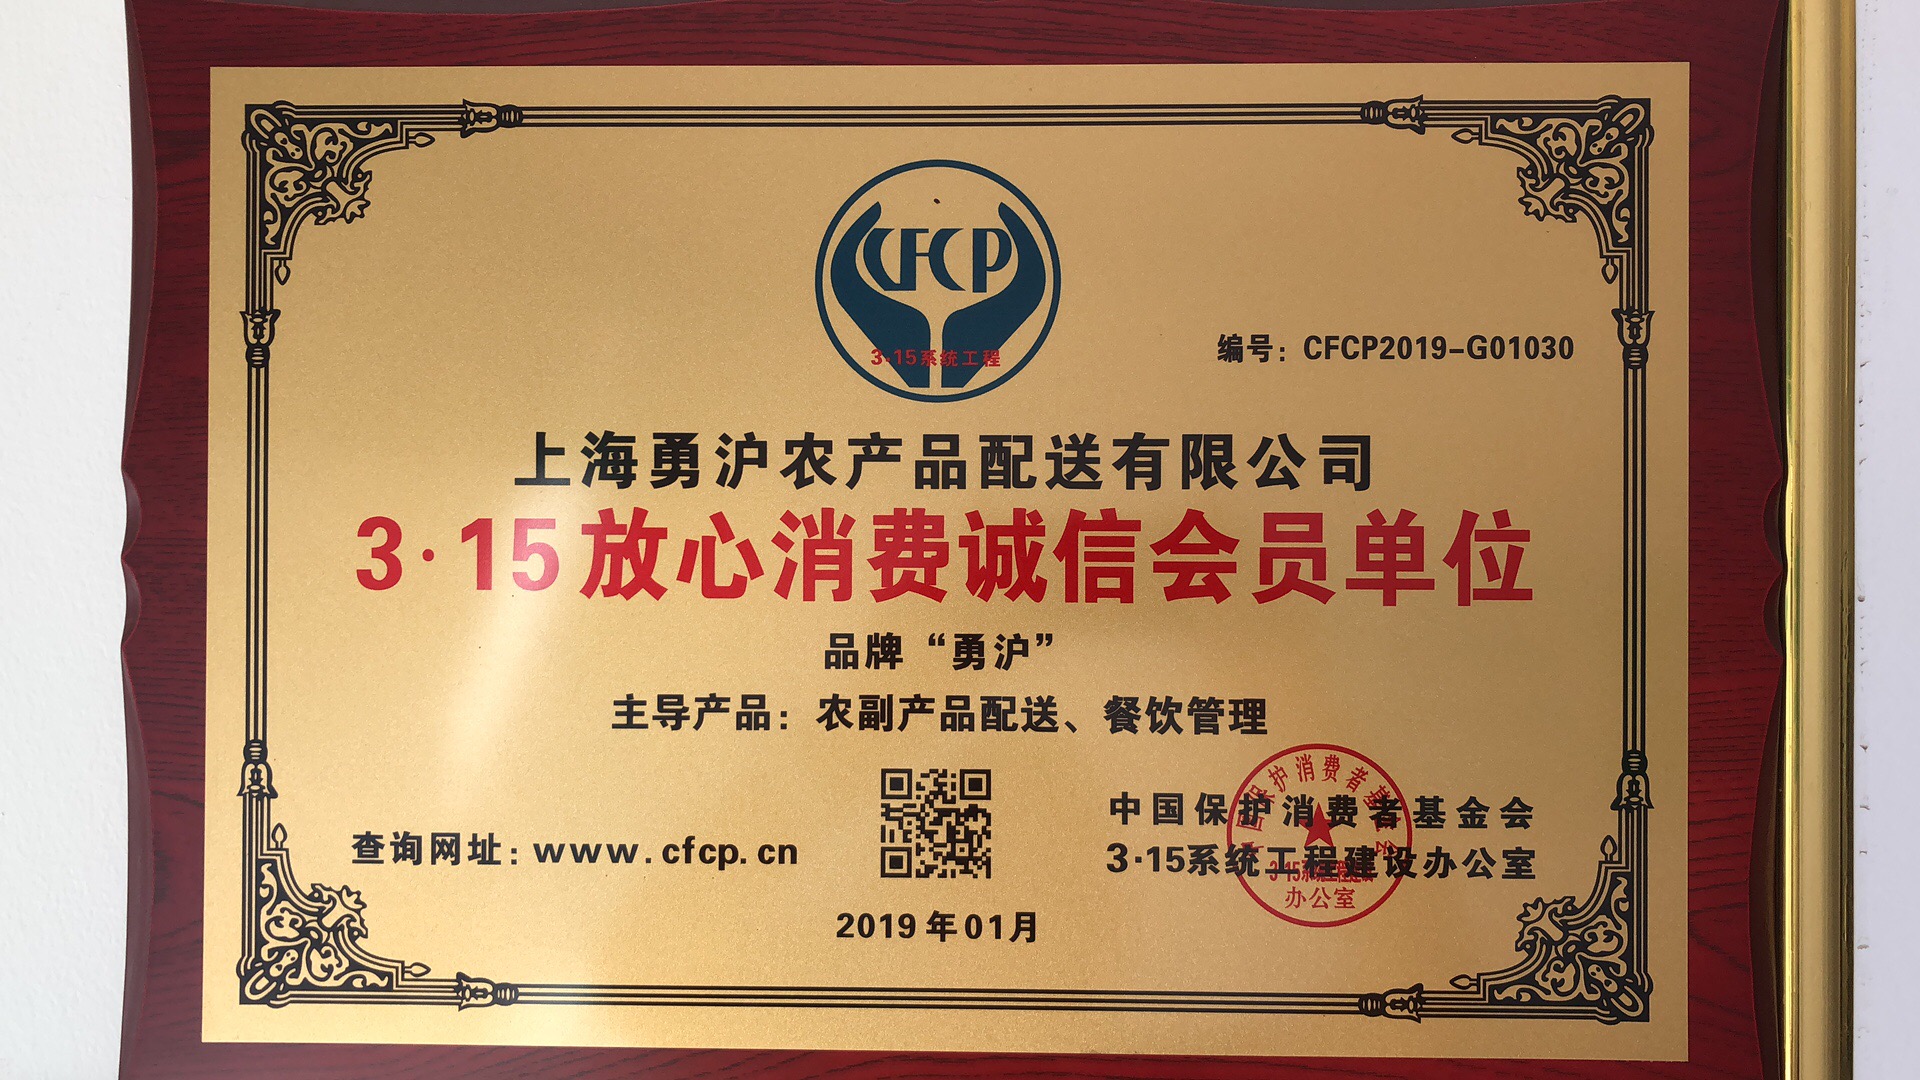 CFCP
3·15系统工程
编号：CFCP2019-G01030
上海勇沪农产品配送有限公司
3·15放心消费诚信会员单位
品牌“勇沪”
主导产品：农副产品配送、餐饮管理
查询网址：www.cfcp.cn
中国保护消费者基金会
3·15系统工程建设办公室
办公室
2019年01月